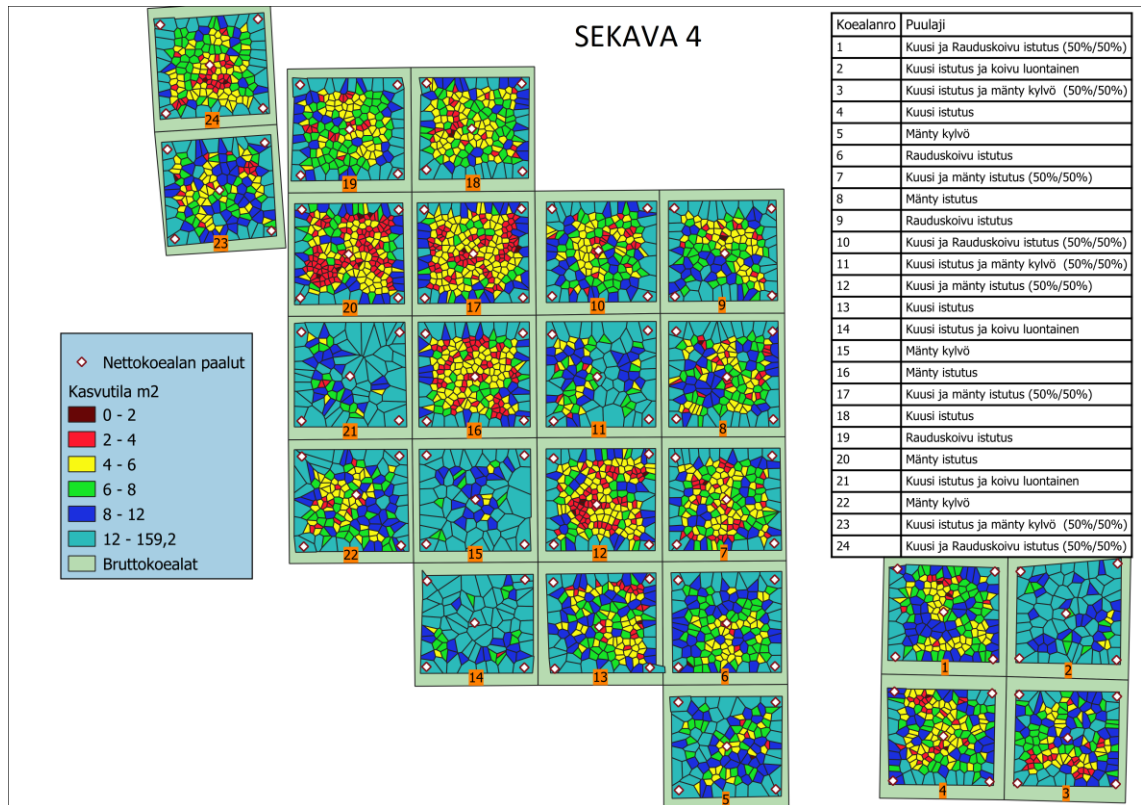 SEKAVA 4
Koealanro Puulaji
1 Kuusi ja Rauduskoivu istutus (50%/50%)
2 Kuusi istutus ja koivu luontainen
3 Kuusi istutus ja mänty kylvö (50%/50%)
4 Kuusi istutus
5 Mänty kylvö
6 Rauduskoivu istutus
7 Kuusi ja mänty istutus (50%/50%)
8 Mänty istutus
9 Rauduskoivu istutus
10 Kuusi ja Rauduskoivu istutus (50%/50%)
11 Kuusi istutus ja mänty kylvö (50%/50%)
12 Kuusi ja mänty istutus (50%/50%)
13 Kuusi istutus
14 Kuusi istutus ja koivu luontainen
15 Mänty kylvö
16 Mänty istutus
17 Kuusi ja mänty istutus (50%/50%)
18 Kuusi istutus
19 Rauduskoivu istutus
20 Mänty istutus
21 Kuusi istutus ja koivu luontainen
22 Mänty kylvö
23 Kuusi istutus ja mänty kylvö (50%/50%)
24 Kuusi ja Rauduskoivu istutus (50%/50%)
24
23
19 18
20 17 10 9
21 16 11 8
22 15 12 7
14 13 6
5
1 2
4 3
Nettokoealan paalut
Kasvutila m2
0 - 2
2 - 4
4 - 6
6 - 8
8 - 12
12 - 159,2
Bruttokoealat